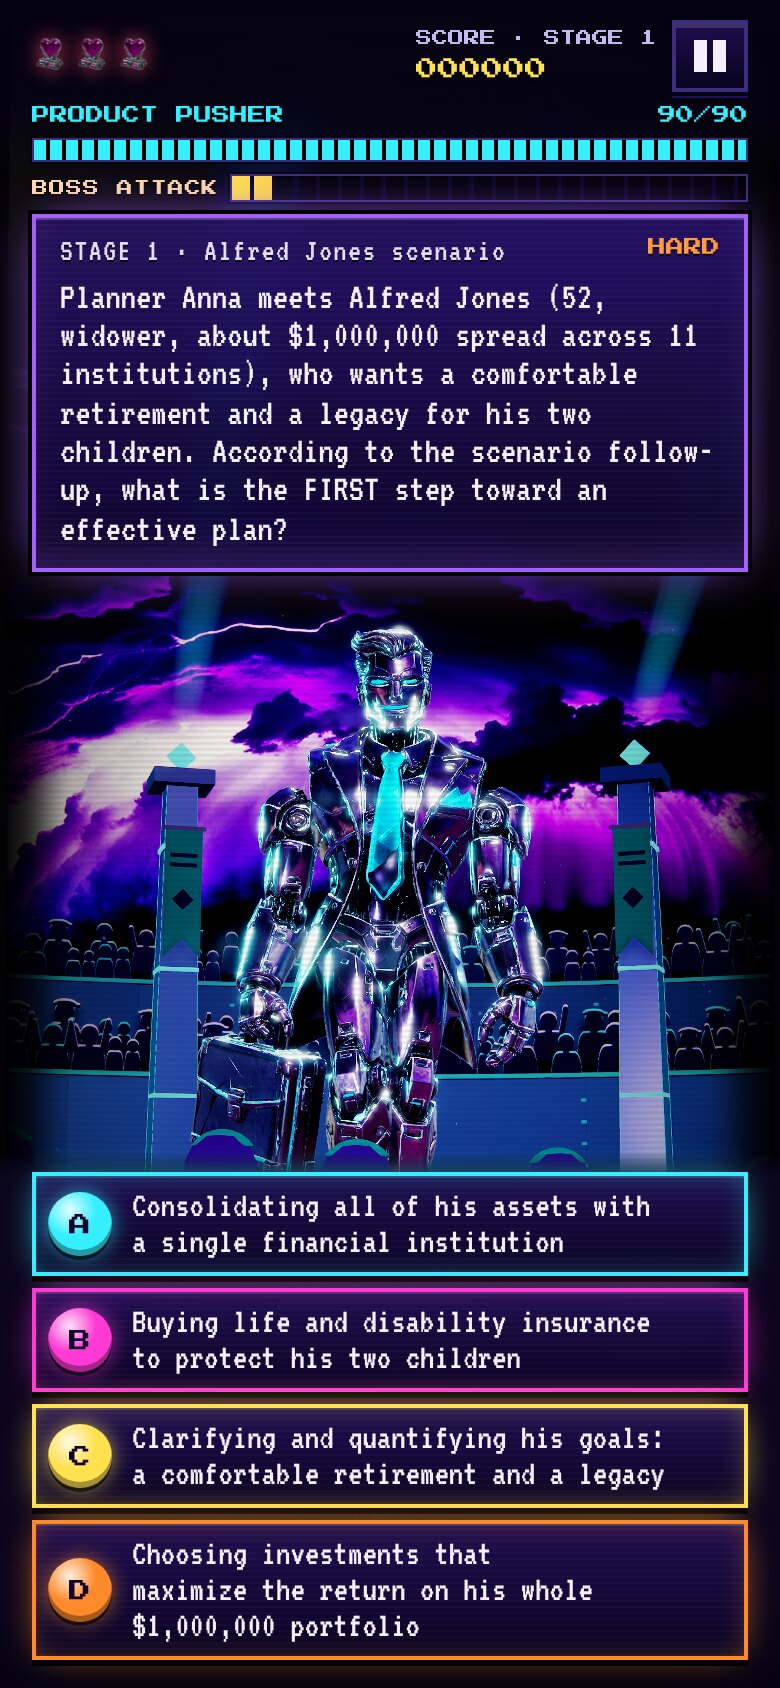 SCORE · STAGE 1
000000
PRODUCT PUSHER
90/90
BOSS ATTACK
STAGE 1 · Alfred Jones scenario
HARD
Planner Anna meets Alfred Jones (52,
widower, about $1,000,000 spread across 11
institutions), who wants a comfortable
retirement and a legacy for his two
children. According to the scenario follow-
up, what is the FIRST step toward an
effective plan?
A
Consolidating all of his assets with
a single financial institution
B
Buying life and disability insurance
to protect his two children
C
Clarifying and quantifying his goals:
a comfortable retirement and a legacy
D
Choosing investments that
maximize the return on his whole
$1,000,000 portfolio